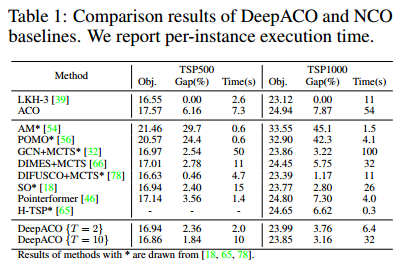 Table 1: Comparison results of DeepACO and NCO
baselines. We report per-instance execution time.
Method TSP500 TSP1000
Obj. Gap(%) Time(s) Obj. Gap(%) Time(s)
LKH-3 [39] 16.55 0.00 2.6 23.12 0.00 11
ACO 17.57 6.16 7.3 24.94 7.87 54
AM* [54] 21.46 29.7 0.6 33.55 45.1 1.5
POMO* [56] 20.57 24.4 0.6 32.90 42.3 4.1
GCN+MCTS* [32] 16.97 2.54 50 23.86 3.22 100
DIMES+MCTS [66] 17.01 2.78 11 24.45 5.75 32
DIFUSCO+MCTS* [78] 16.63 0.46 4.7 23.39 1.17 11
SO* [18] 16.94 2.40 15 23.77 2.80 26
Pointerformer [46] 17.14 3.56 1.4 24.80 7.30 4.0
H-TSP* [65] - - - 24.65 6.62 0.3
DeepACO {T = 2} 16.94 2.36 2.0 23.99 3.76 6.4
DeepACO {T = 10} 16.86 1.84 10 23.85 3.16 32
Results of methods with * are drawn from [18, 65, 78].